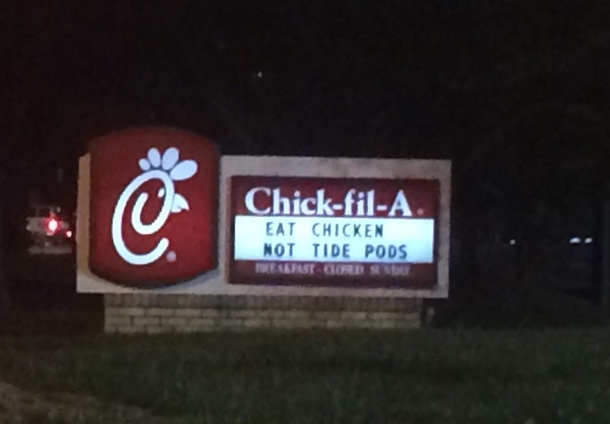 Chick-fil-A®
EAT CHICKEN
NOT TIDE PODS
BREAKFAST - CLOSED SUNDAY